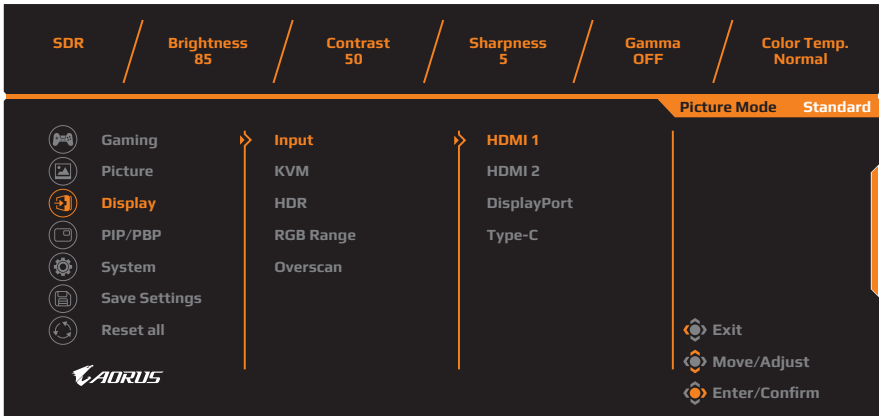 SDR
Brightness
85
Contrast
50
Sharpness
5
Gamma
OFF
Color Temp.
Normal
Picture Mode Standard
Gaming
Picture
Display
PIP/PBP
System
Save Settings
Reset all
Input
KVM
HDR
RGB Range
Overscan
HDMI 1
HDMI 2
DisplayPort
Type-C
Exit
Move/Adjust
Enter/Confirm
AORUS